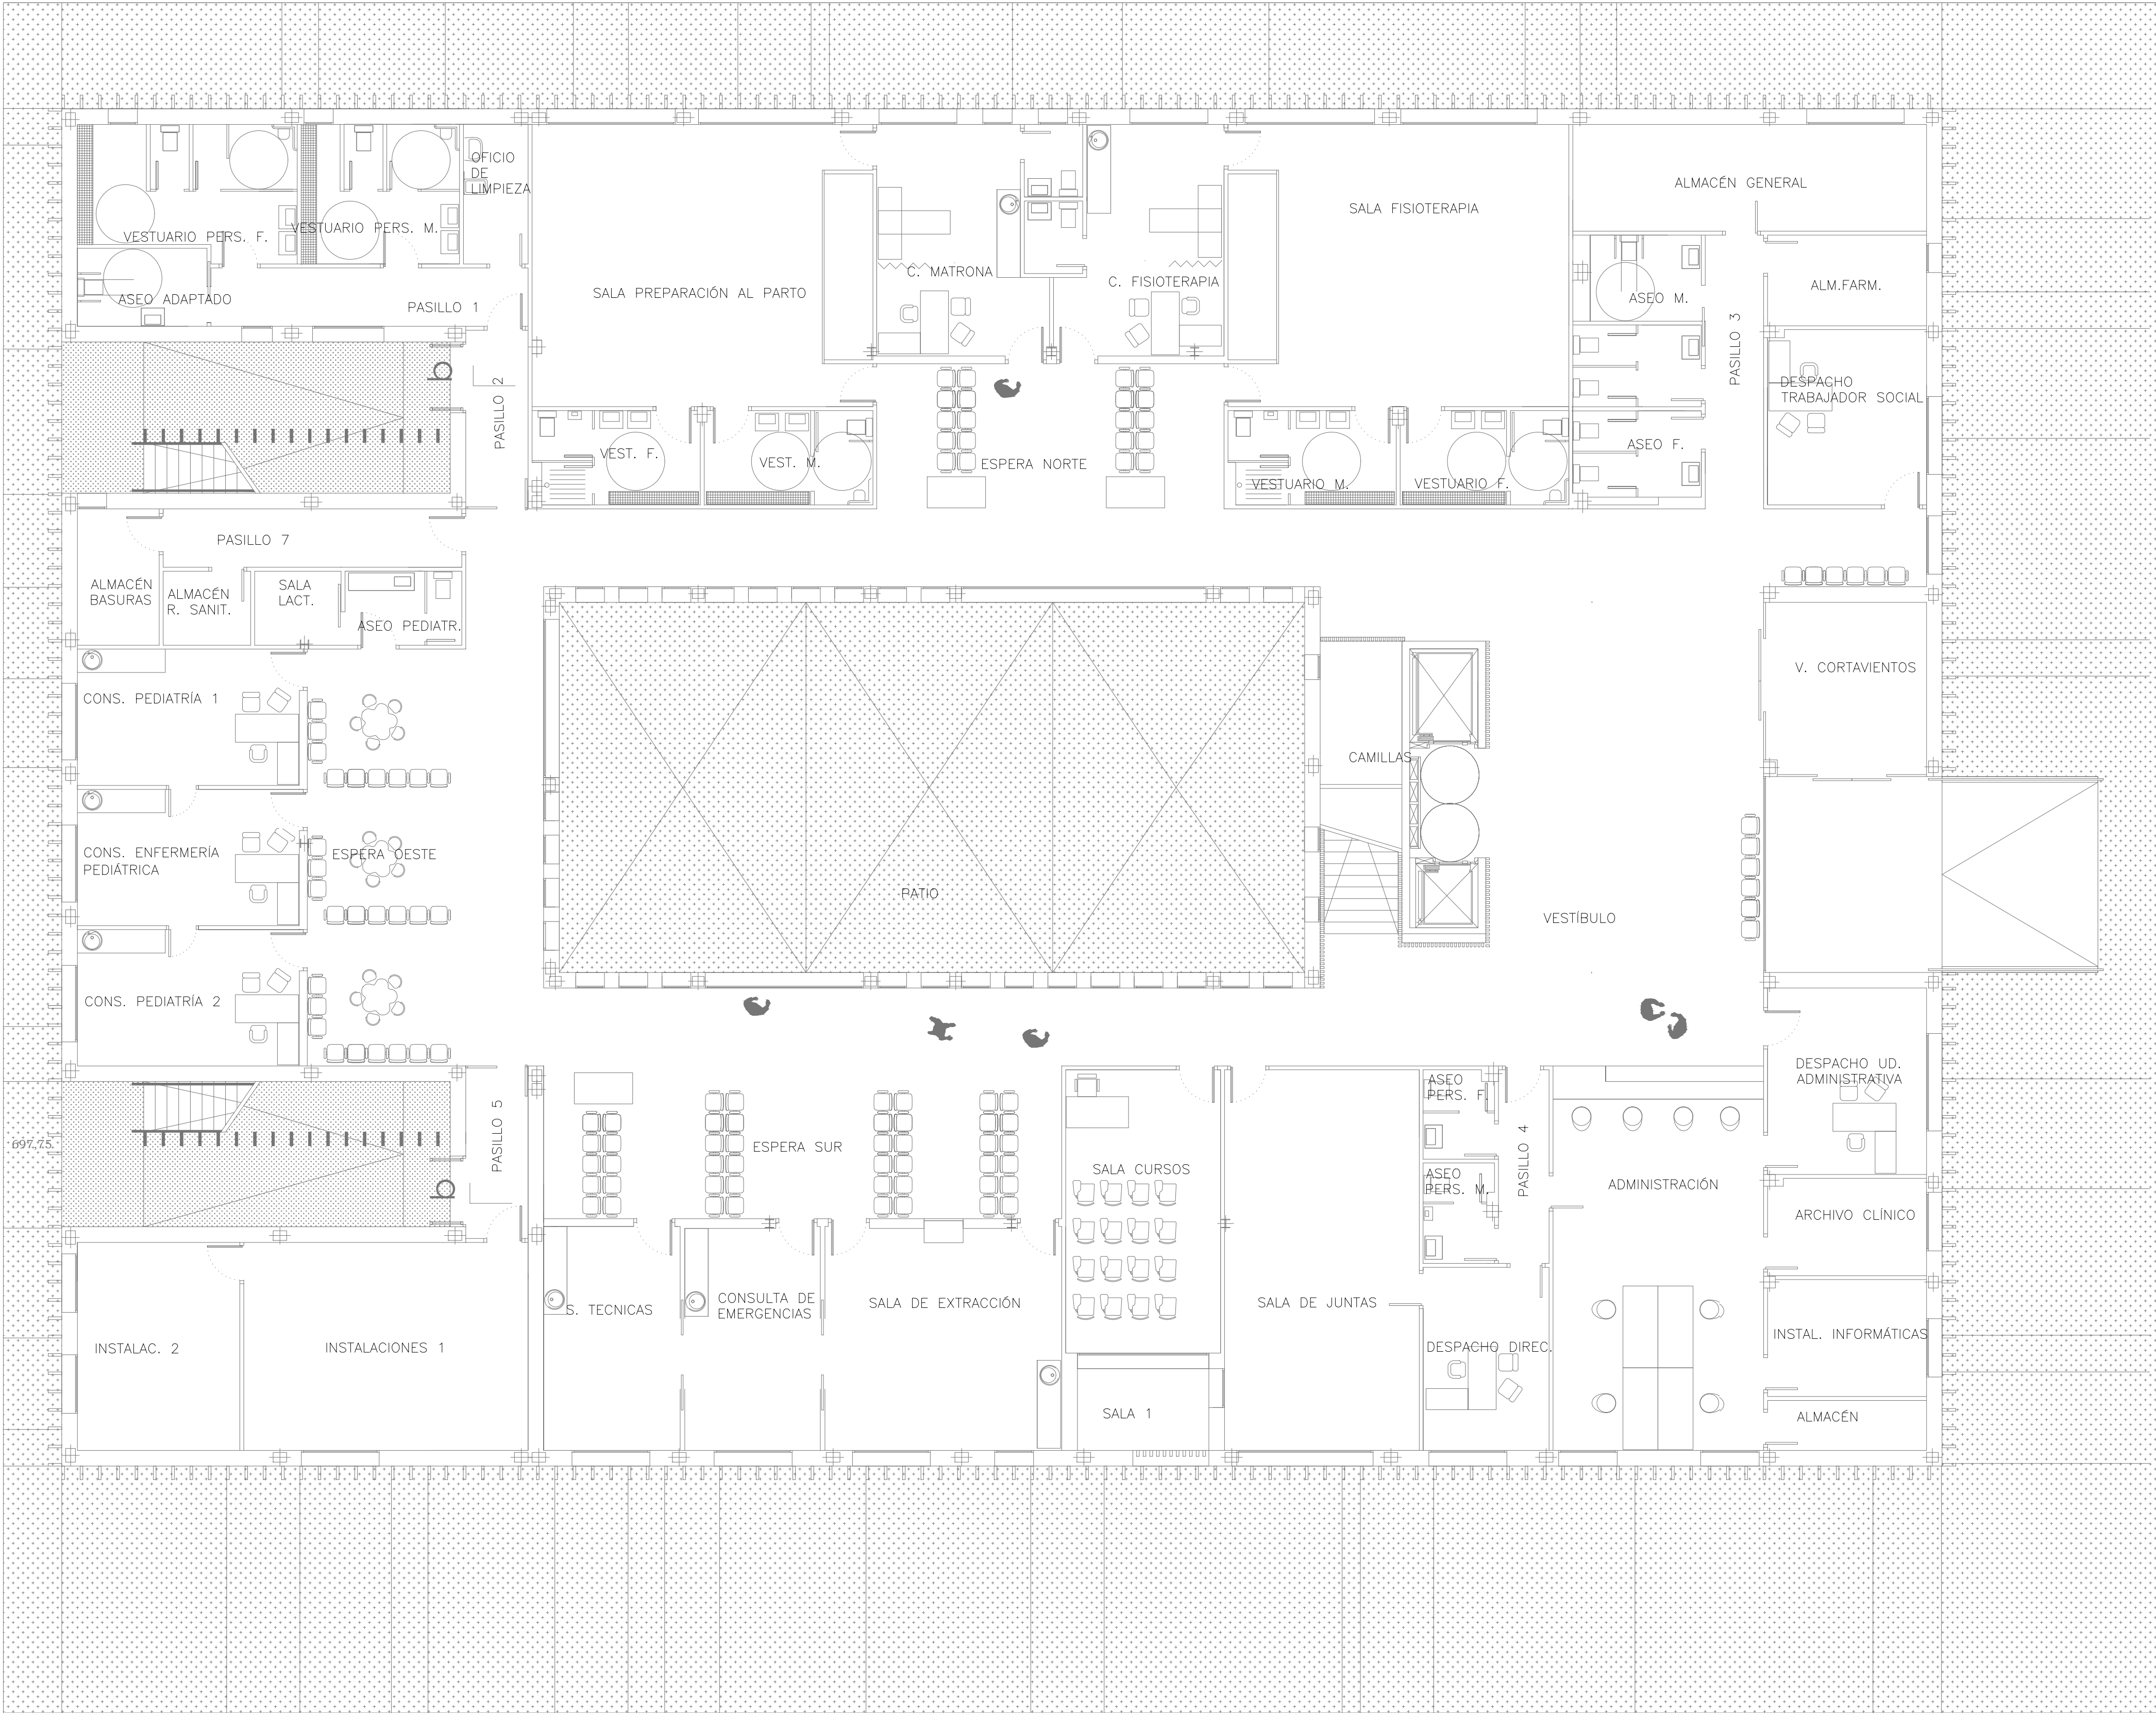 OFICIO
DE
LIMPIEZA
VESTUARIO PERS. F.
VESTUARIO PERS. M.
ASEO ADAPTADO
PASILLO 1
SALA PREPARACIÓN AL PARTO
C. MATRONA
C. FISIOTERAPIA
SALA FISIOTERAPIA
ALMACÉN GENERAL
ASEO M.
ALM.FARM.
PASILLO 3
DESPACHO
TRABAJADOR SOCIAL
PASILLO 2
VEST. F.
VEST. M.
ESPERA NORTE
VESTUARIO M.
VESTUARIO F.
ASEO F.
PASILLO 7
ALMACÉN
BASURAS
ALMACÉN
R. SANIT.
SALA
LACT.
ASEO PEDIATR.
CONS. PEDIATRÍA 1
V. CORTAVIENTOS
CAMILLAS
CONS. ENFERMERÍA
PEDIÁTRICA
ESPERA OESTE
PATIO
VESTÍBULO
CONS. PEDIATRÍA 2
DESPACHO UD.
ADMINISTRATIVA
ASEO
PERS. F.
697,75
PASILLO 5
ESPERA SUR
SALA CURSOS
ASEO
PERS. M.
PASILLO 4
ADMINISTRACIÓN
ARCHIVO CLÍNICO
S. TECNICAS
CONSULTA DE
EMERGENCIAS
SALA DE EXTRACCIÓN
SALA DE JUNTAS
INSTALAC. 2
INSTALACIONES 1
DESPACHO DIREC.
INSTAL. INFORMÁTICAS
SALA 1
ALMACÉN